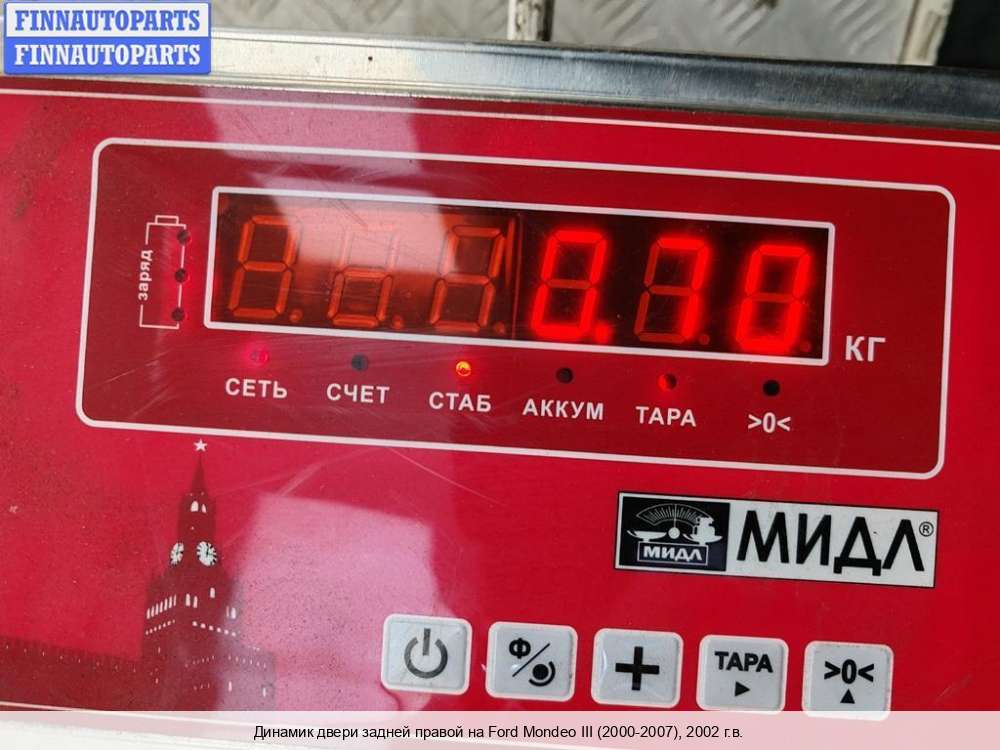 FINNAUTOPARTS
FINNAUTOPARTS
заряд
0.70
КГ
СЕТЬ СЧЕТ СТАБ АККУМ ТАРА >0<
МИДЛ МИДЛ®
Ф ТАРА >0<
Динамик двери задней правой на Ford Mondeo III (2000-2007), 2002 г.в.